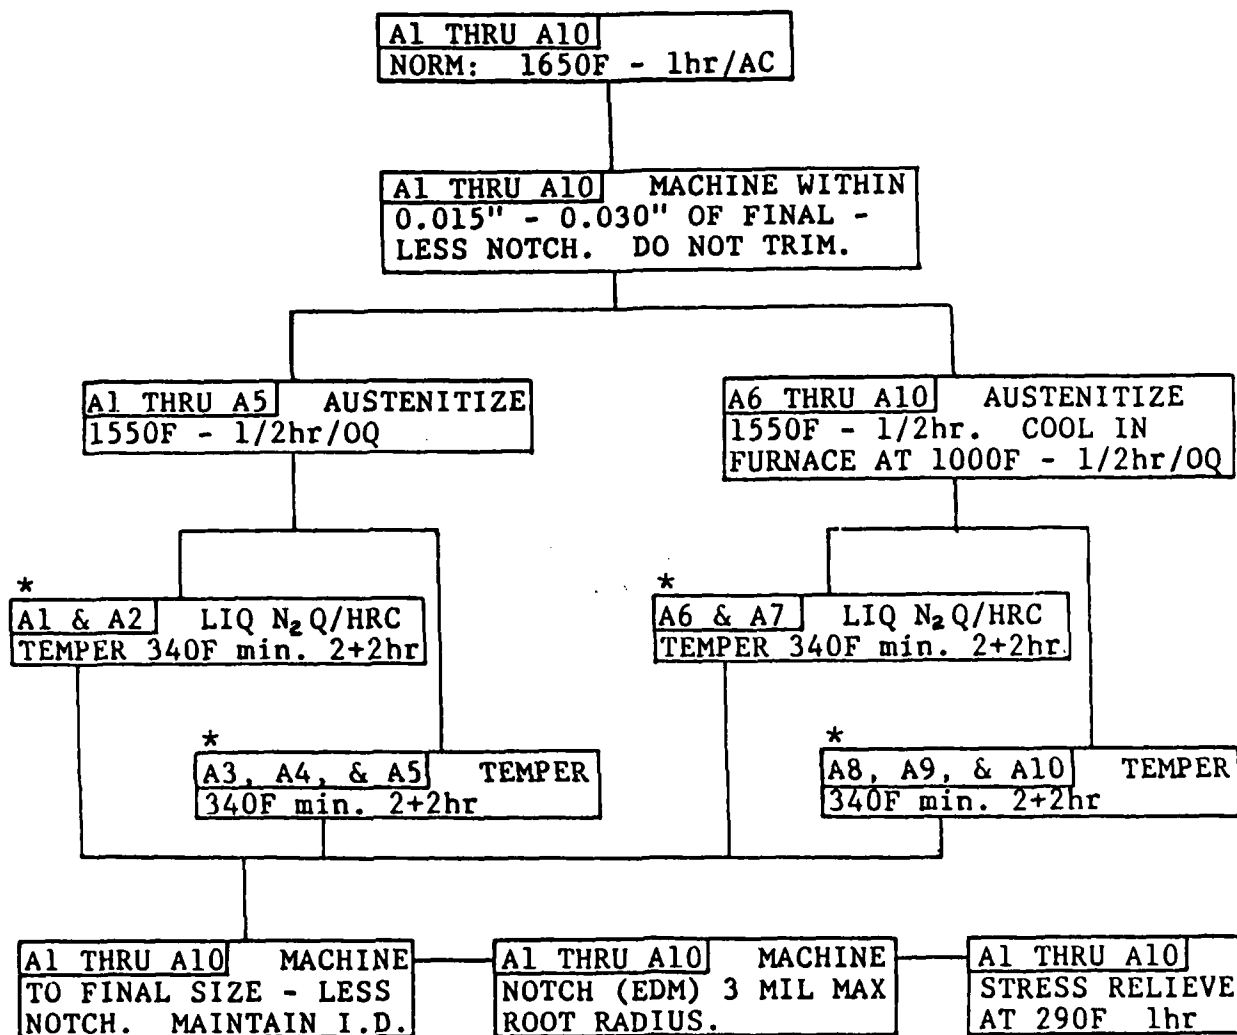 A1 THRU A10
NORM: 1650F - 1hr/AC
A1 THRU A10 MACHINE WITHIN
0.015" - 0.030" OF FINAL -
LESS NOTCH. DO NOT TRIM.
A1 THRU A5 AUSTENITIZE
1550F - 1/2hr/OQ
A6 THRU A10 AUSTENITIZE
1550F - 1/2hr. COOL IN
FURNACE AT 1000F - 1/2hr/OQ
*
A1 & A2 LIQ N₂ Q/HRC
TEMPER 340F min. 2+2hr
*
A6 & A7 LIQ N₂ Q/HRC
TEMPER 340F min. 2+2hr
*
A3, A4, & A5 TEMPER
340F min. 2+2hr
*
A8, A9, & A10 TEMPER
340F min. 2+2hr
A1 THRU A10 MACHINE
TO FINAL SIZE - LESS
NOTCH. MAINTAIN I.D.
A1 THRU A10 MACHINE
NOTCH (EDM) 3 MIL MAX
ROOT RADIUS.
A1 THRU A10
STRESS RELIEVE
AT 290F 1hr